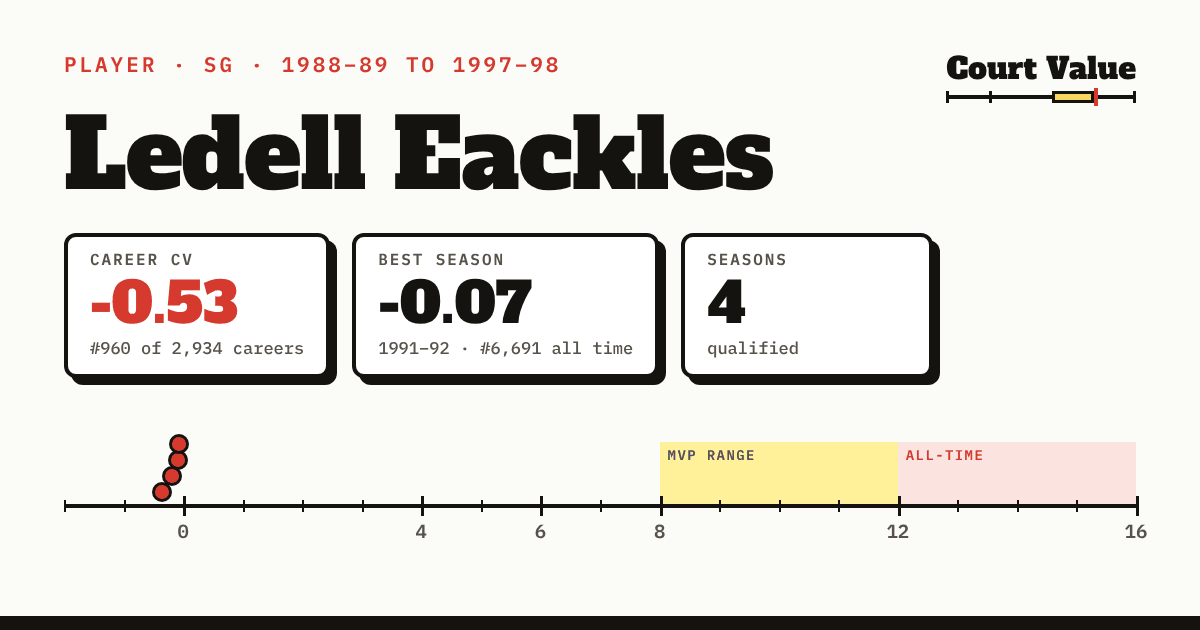 PLAYER · SG · 1988–89 TO 1997–98
Court Value
Ledell Eackles
CAREER CV
-0.53
#960 of 2,934 careers
BEST SEASON
-0.07
1991–92 · #6,691 all time
SEASONS
4
qualified
MVP RANGE
ALL-TIME
0 4 6 8 12 16